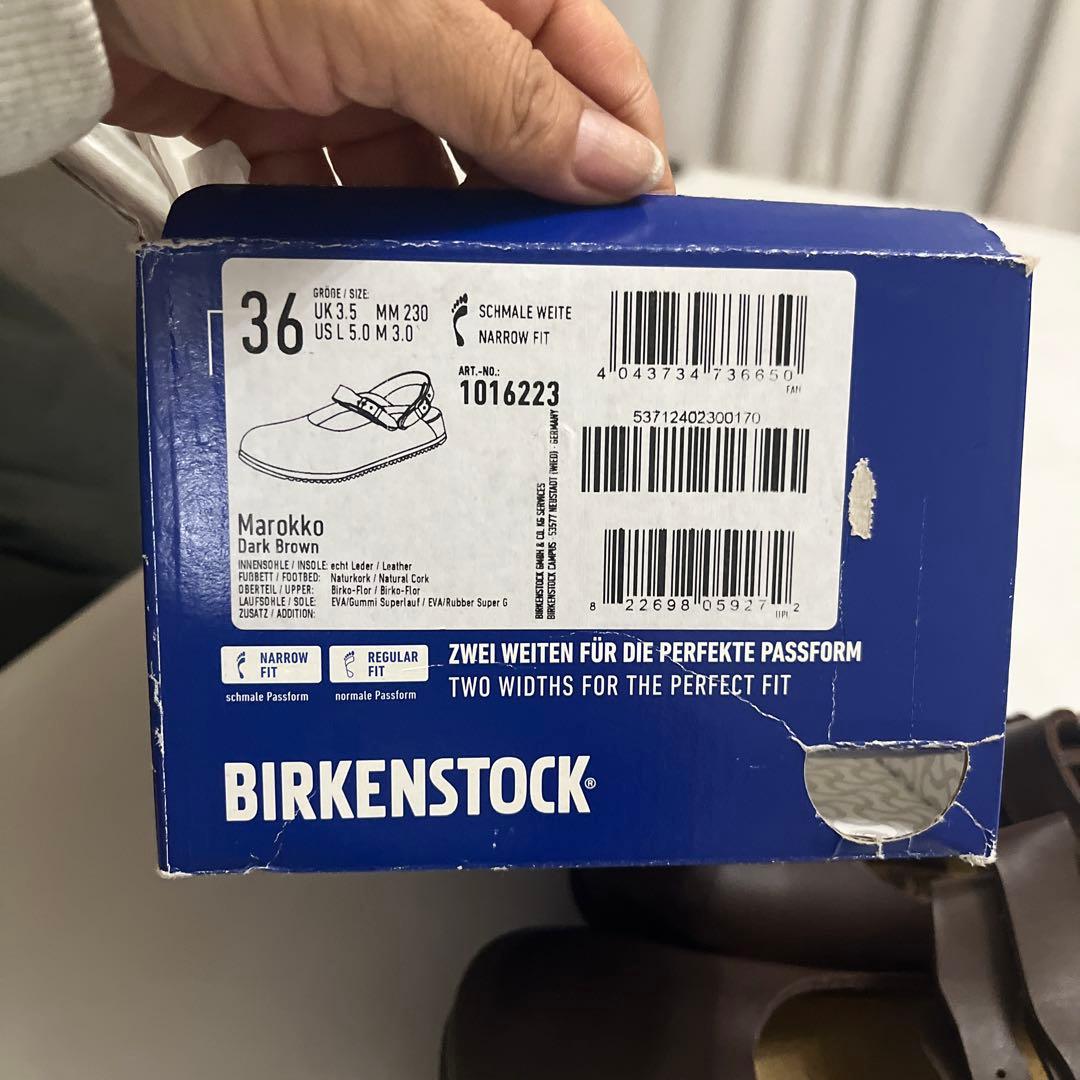 36
GRÖßE / SIZE:
UK 3.5 MM 230
US L 5.0 M 3.0
SCHMALE WEITE
NARROW FIT
ART.-NO.:
1016223
4 043734 736650
EAN
53712402300170
8 22698 05927 2
UPC
BIRKENSTOCK GMBH & CO. KG SERVICES
BIRKENSTOCK CAMPUS · 53577 NEUSTADT (WIED) · GERMANY
Marokko
Dark Brown
INNENSOHLE / INSOLE: echt Leder / Leather
FUßBETT / FOOTBED: Naturkork / Natural Cork
OBERTEIL / UPPER: Birko-Flor / Birko-Flor
LAUFSOHLE / SOLE: EVA/Gummi Superlauf / EVA/Rubber Super G
ZUSATZ / ADDITION:
NARROW FIT
schmale Passform
REGULAR FIT
normale Passform
ZWEI WEITEN FÜR DIE PERFEKTE PASSFORM
TWO WIDTHS FOR THE PERFECT FIT
BIRKENSTOCK®